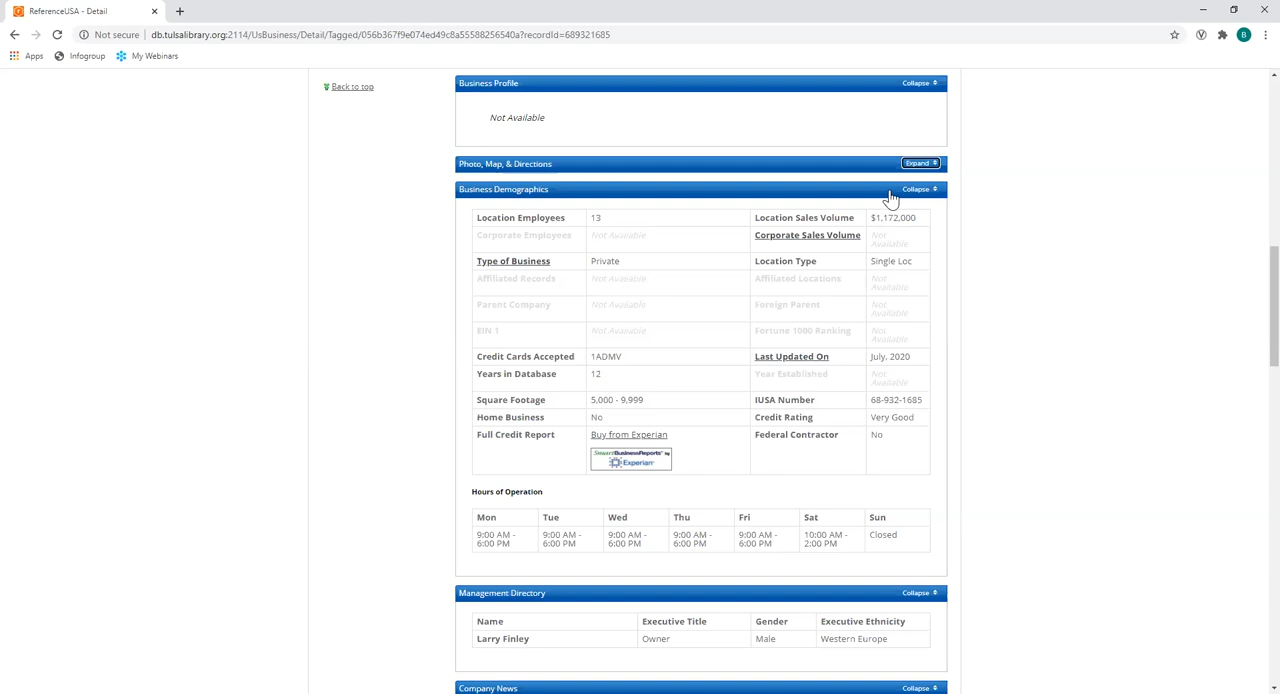 ReferenceUSA - Detail
Not secure
db.tulsalibrary.org:2114/UsBusiness/Detail/Tagged/056b367f9e074ed49c8a55588256540a?recordId=689321685
B
Apps Infogroup My Webinars
Back to top
Business Profile Collapse
Not Available
Photo, Map, & Directions Expand
Business Demographics Collapse
Location Employees 13 Location Sales Volume $1,172,000
Corporate Employees Not Available Corporate Sales Volume Not Available
Type of Business Private Location Type Single Loc
Affiliated Records Not Available Affiliated Locations Not Available
Parent Company Not Available Foreign Parent Not Available
EIN 1 Not Available Fortune 1000 Ranking Not Available
Credit Cards Accepted 1ADMV Last Updated On July, 2020
Years in Database 12 Year Established Not Available
Square Footage 5,000 - 9,999 IUSA Number 68-932-1685
Home Business No Credit Rating Very Good
Full Credit Report Buy from Experian Federal Contractor No
SmartBusinessReports by
Experian
Hours of Operation
Mon Tue Wed Thu Fri Sat Sun
9:00 AM - 9:00 AM - 9:00 AM - 9:00 AM - 9:00 AM - 10:00 AM - Closed
6:00 PM 6:00 PM 6:00 PM 6:00 PM 6:00 PM 2:00 PM
Management Directory Collapse
Name Executive Title Gender Executive Ethnicity
Larry Finley Owner Male Western Europe
Company News Collapse